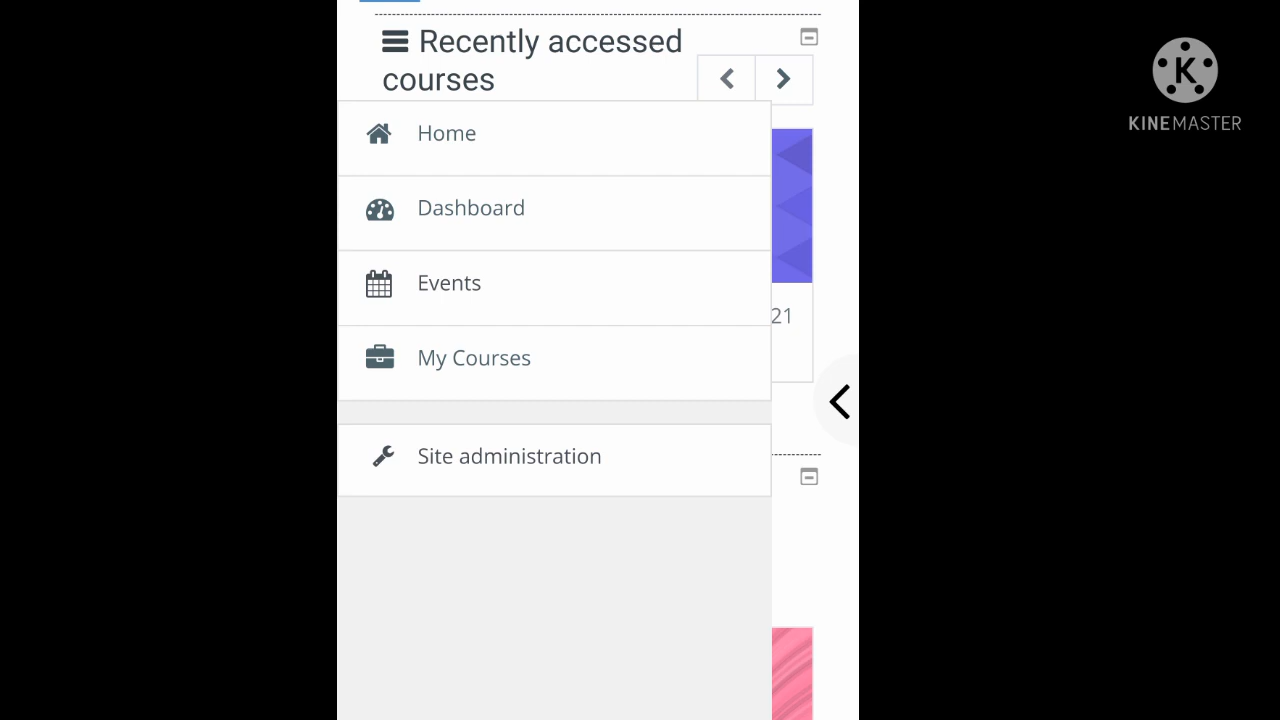 Recently accessed
courses
Home
Dashboard
Events
21
My Courses
Site administration
KINEMASTER